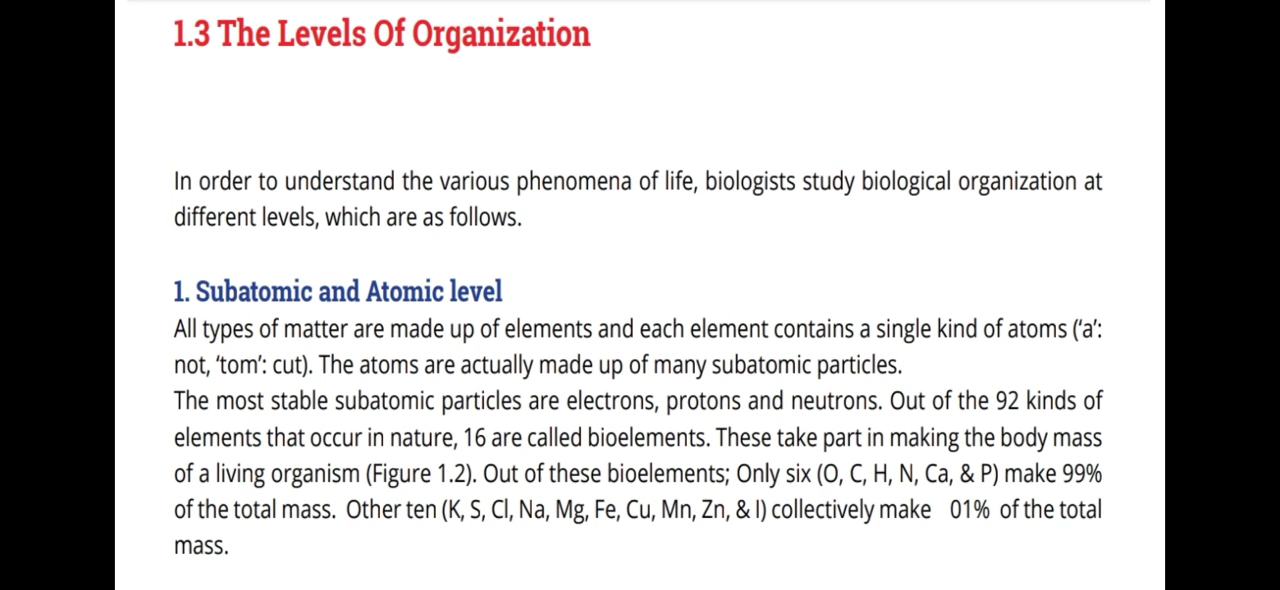 1.3 The Levels Of Organization
In order to understand the various phenomena of life, biologists study biological organization at
different levels, which are as follows.
1. Subatomic and Atomic level
All types of matter are made up of elements and each element contains a single kind of atoms (‘a’:
not, ‘tom’: cut). The atoms are actually made up of many subatomic particles.
The most stable subatomic particles are electrons, protons and neutrons. Out of the 92 kinds of
elements that occur in nature, 16 are called bioelements. These take part in making the body mass
of a living organism (Figure 1.2). Out of these bioelements; Only six (O, C, H, N, Ca, & P) make 99%
of the total mass. Other ten (K, S, Cl, Na, Mg, Fe, Cu, Mn, Zn, & I) collectively make 01% of the total
mass.